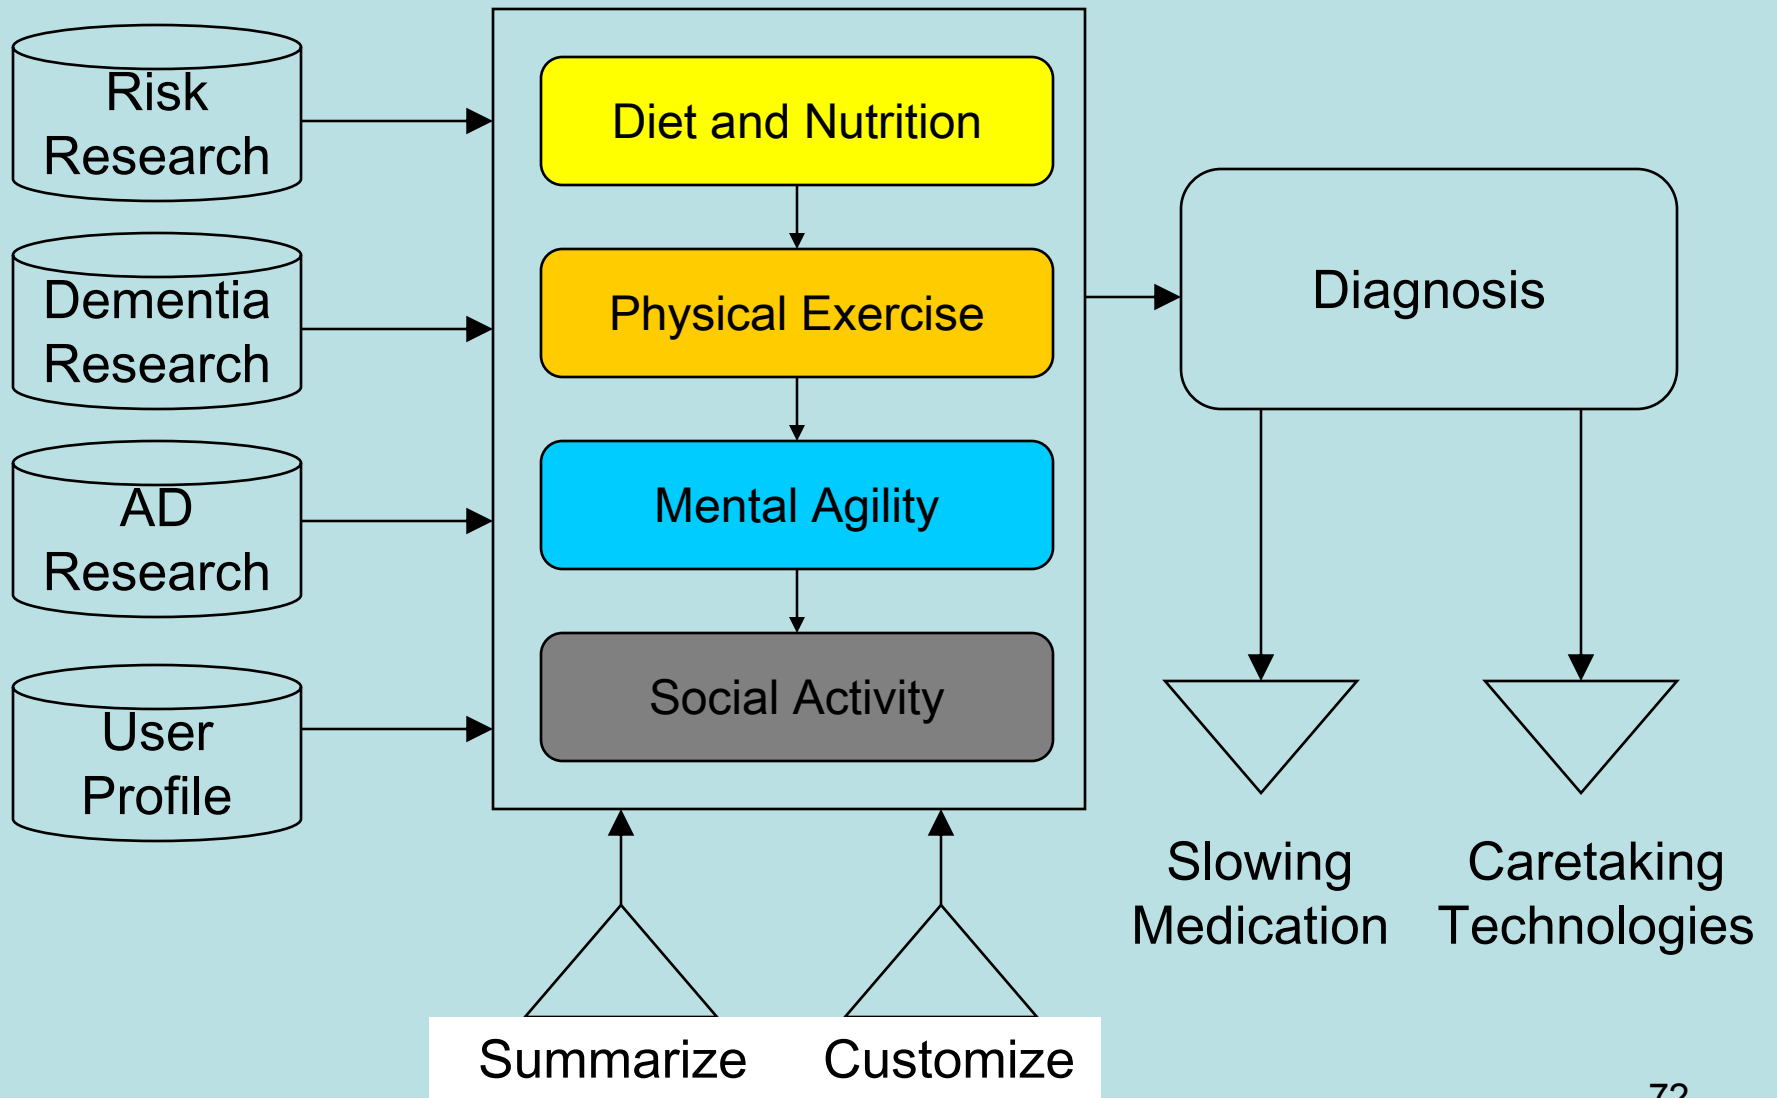 Risk
Research
Dementia
Research
AD
Research
User
Profile
Diet and Nutrition
Physical Exercise
Mental Agility
Social Activity
Diagnosis
Slowing
Medication
Caretaking
Technologies
Summarize
Customize
72